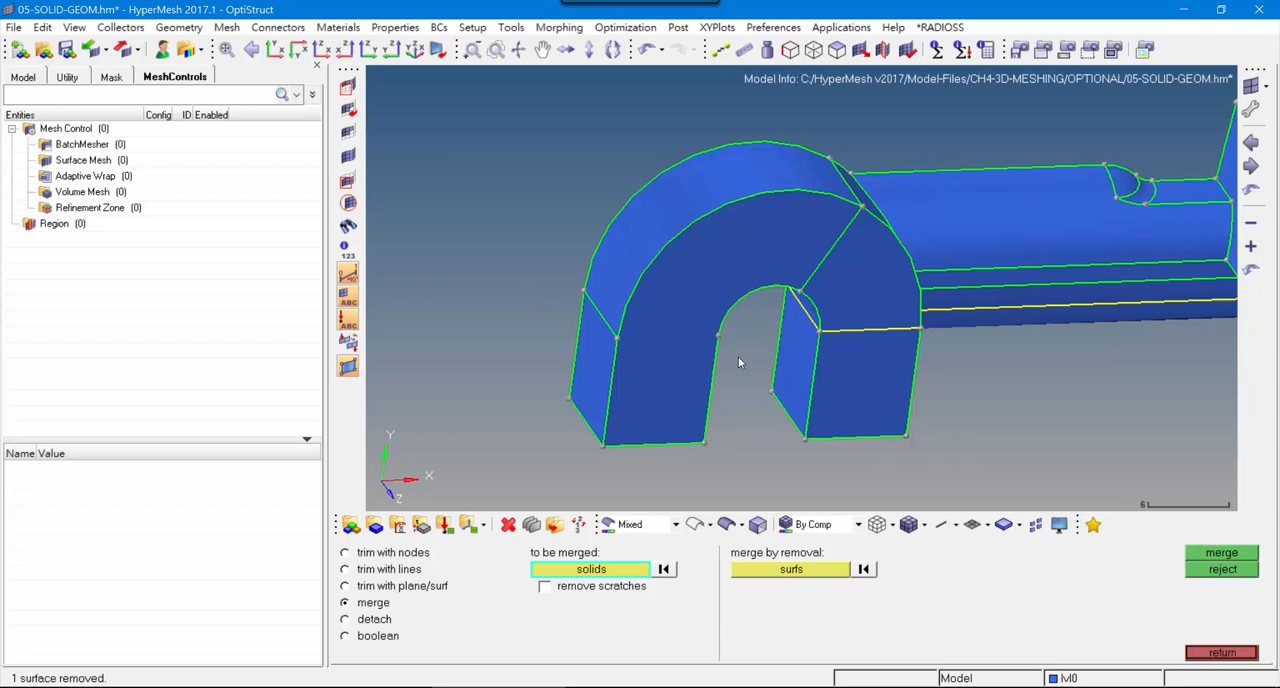 05-SOLID-GEOM.hm* - HyperMesh 2017.1 - OptiStruct
File Edit View Collectors Geometry Mesh Connectors Materials Properties BCs Setup Tools Morphing Optimization Post XYPlots Preferences Applications Help *RADIOSS
Model Utility Mask MeshControls
Model Info: C:/HyperMesh v2017/Model-Files/CH4-3D-MESHING/OPTIONAL/05-SOLID-GEOM.hm*
Entities Config ID Enabled
Mesh Control (0)
BatchMesher (0)
Surface Mesh (0)
Adaptive Wrap (0)
Volume Mesh (0)
Refinement Zone (0)
Region (0)
123
ABC
ABC
Name Value
Y
X
Z
6
Mixed By Comp
trim with nodes
trim with lines
trim with plane/surf
merge
detach
boolean
to be merged:
solids
remove scratches
merge by removal:
surfs
merge
reject
return
1 surface removed. Model lvl0